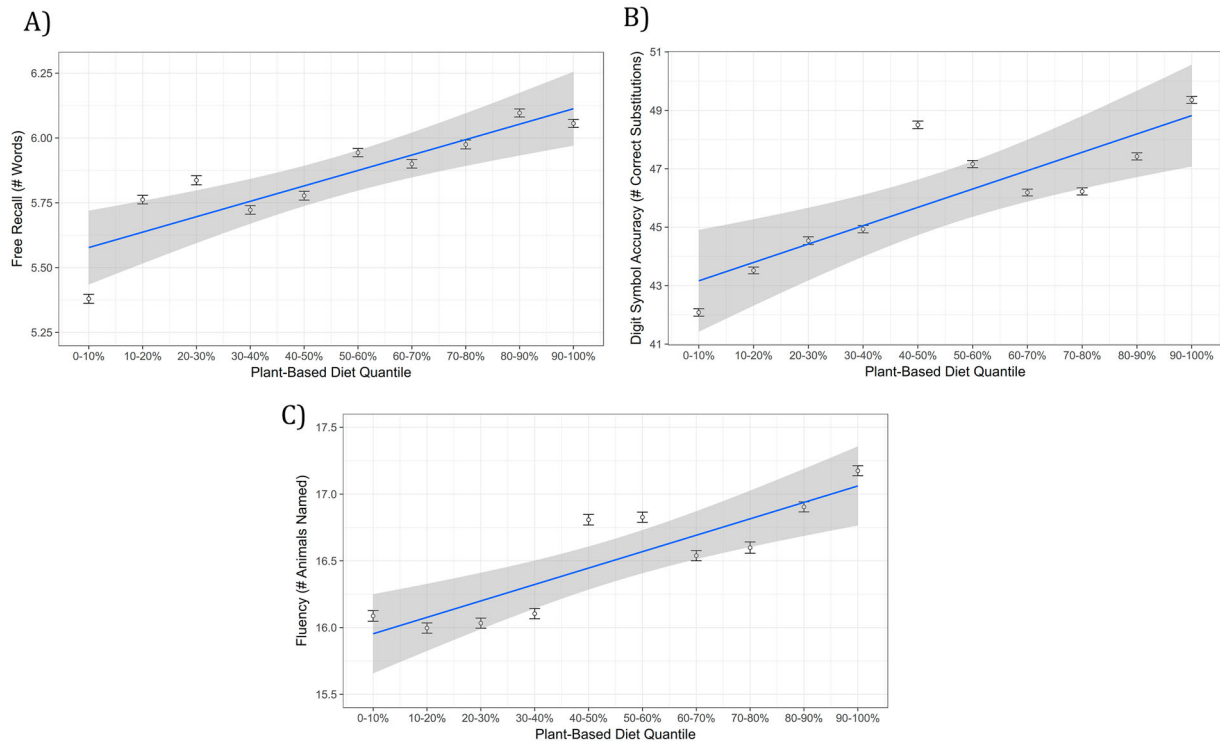 A)
Free Recall (# Words)
6.25
6.00
5.75
5.50
5.25
0-10% 10-20% 20-30% 30-40% 40-50% 50-60% 60-70% 70-80% 80-90% 90-100%
Plant-Based Diet Quantile
B)
Digit Symbol Accuracy (# Correct Substitutions)
51
49
47
45
43
41
0-10% 10-20% 20-30% 30-40% 40-50% 50-60% 60-70% 70-80% 80-90% 90-100%
Plant-Based Diet Quantile
C)
Fluency (# Animals Named)
17.5
17.0
16.5
16.0
15.5
0-10% 10-20% 20-30% 30-40% 40-50% 50-60% 60-70% 70-80% 80-90% 90-100%
Plant-Based Diet Quantile